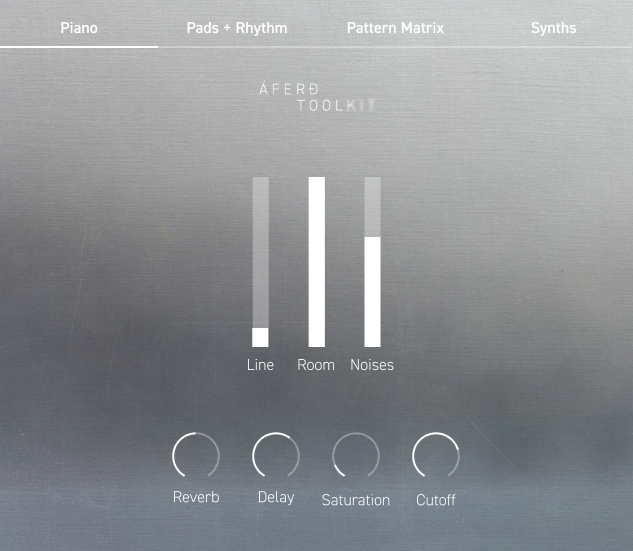 Piano Pads + Rhythm Pattern Matrix Synths
ÁFERÐ
TOOLKIT
Line Room Noises
Reverb Delay Saturation Cutoff